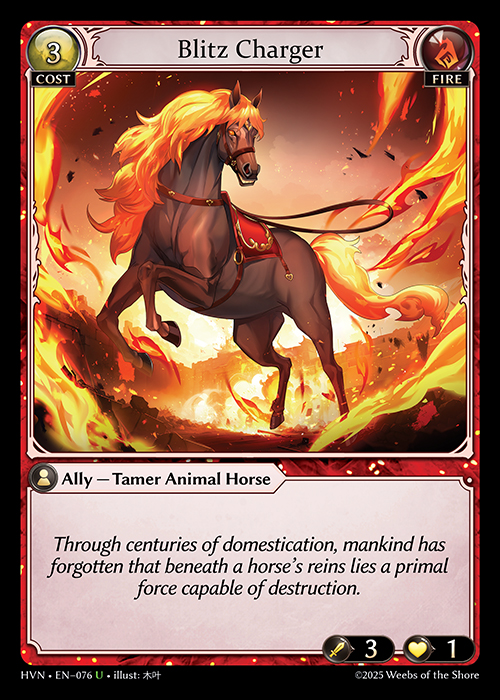 3
Blitz Charger
COST
FIRE
Ally — Tamer Animal Horse
Through centuries of domestication, mankind has
forgotten that beneath a horse's reins lies a primal
force capable of destruction.
3
1
HVN • EN-076 U • illust: 木叶
©2025 Weebs of the Shore